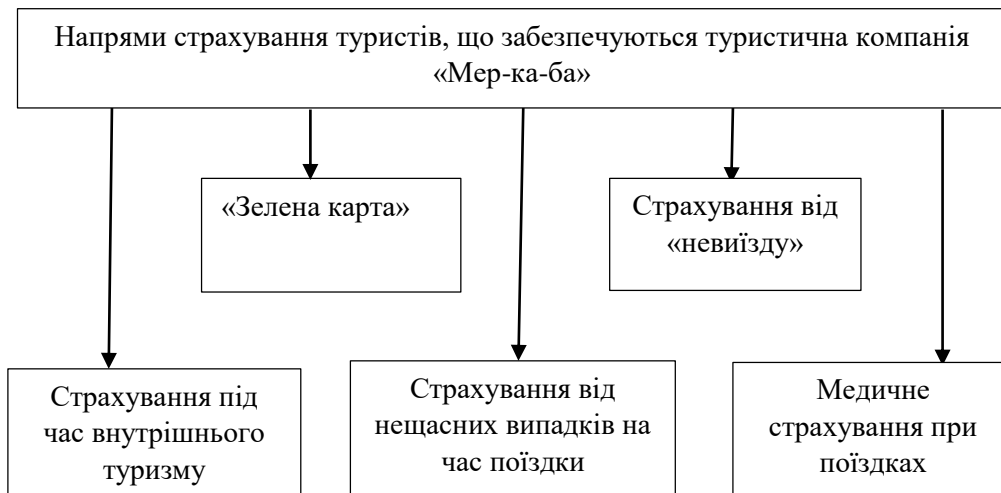 Напрями страхування туристів, що забезпечуються туристична компанія
«Мер-ка-ба»
«Зелена карта»
Страхування від
«невиїзду»
Страхування під
час внутрішнього
туризму
Страхування від
нещасних випадків на
час поїздки
Медичне
страхування при
поїздках